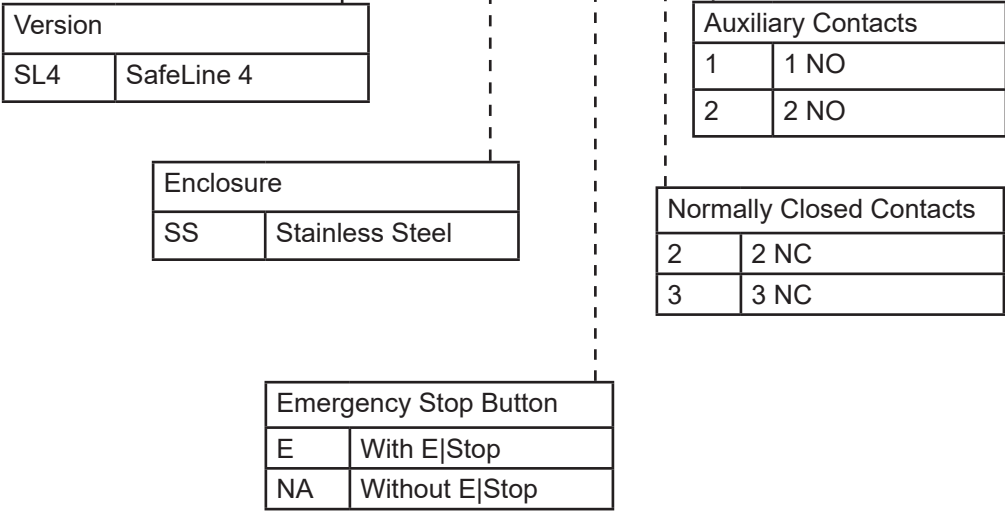 Version
SL4 SafeLine 4
Auxiliary Contacts
1 1 NO
2 2 NO
Enclosure
SS Stainless Steel
Normally Closed Contacts
2 2 NC
3 3 NC
Emergency Stop Button
E With E|Stop
NA Without E|Stop